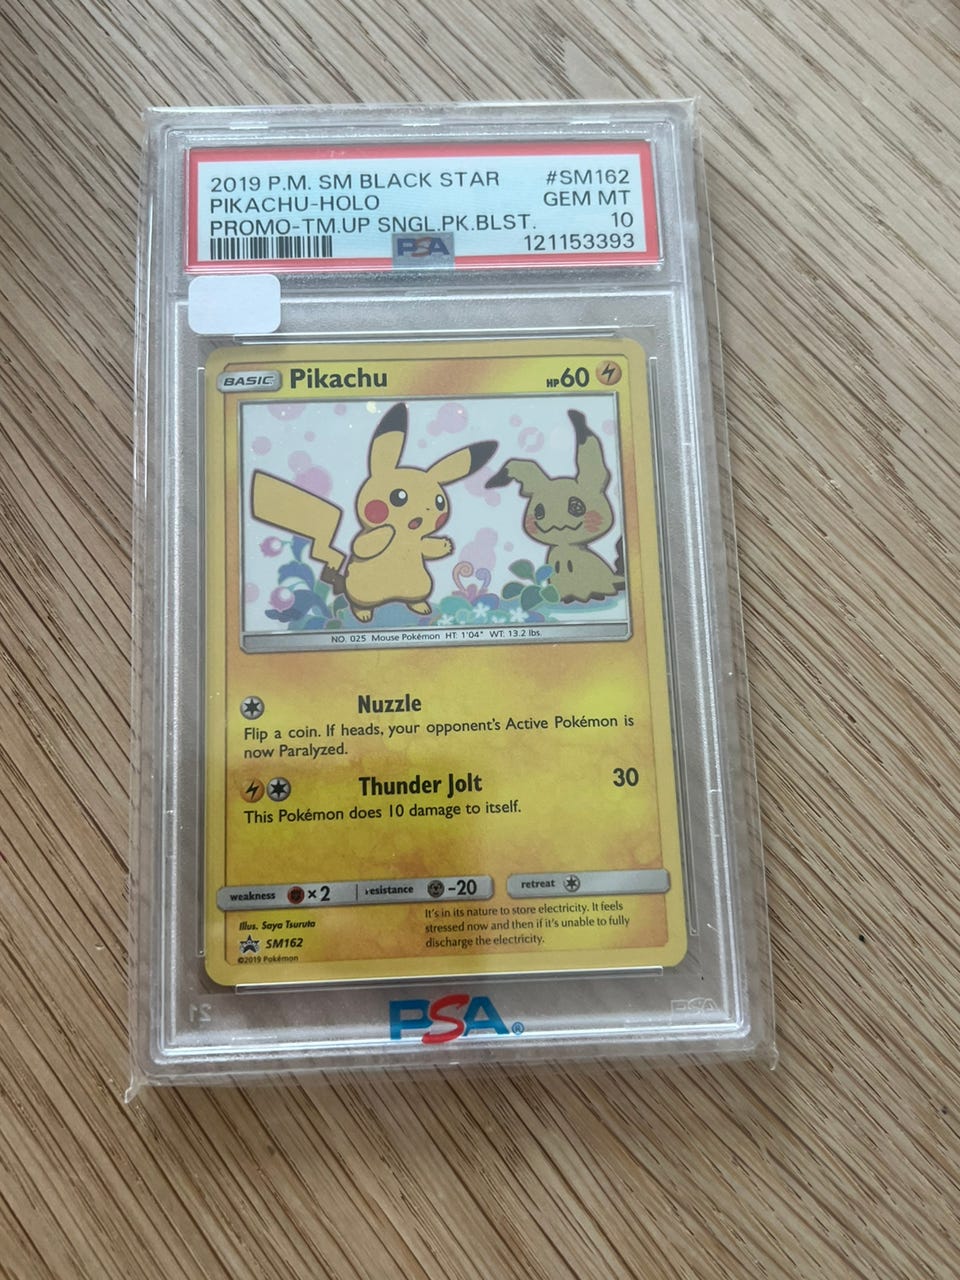 2019 P.M. SM BLACK STAR #SM162
PIKACHU-HOLO GEM MT
PROMO-TM.UP SNGL.PK.BLST. 10
PSA 121153393
BASIC Pikachu HP60
NO. 025 Mouse Pokémon HT: 1'04" WT: 13.2 lbs.
Nuzzle
Flip a coin. If heads, your opponent's Active Pokémon is
now Paralyzed.
Thunder Jolt 30
This Pokémon does 10 damage to itself.
weakness ×2 resistance -20 retreat
It's in its nature to store electricity. It feels
stressed now and then if it's unable to fully
discharge the electricity.
Illus. Saya Tsuruta
SM162
©2019 Pokémon
PSA®
21 PSA